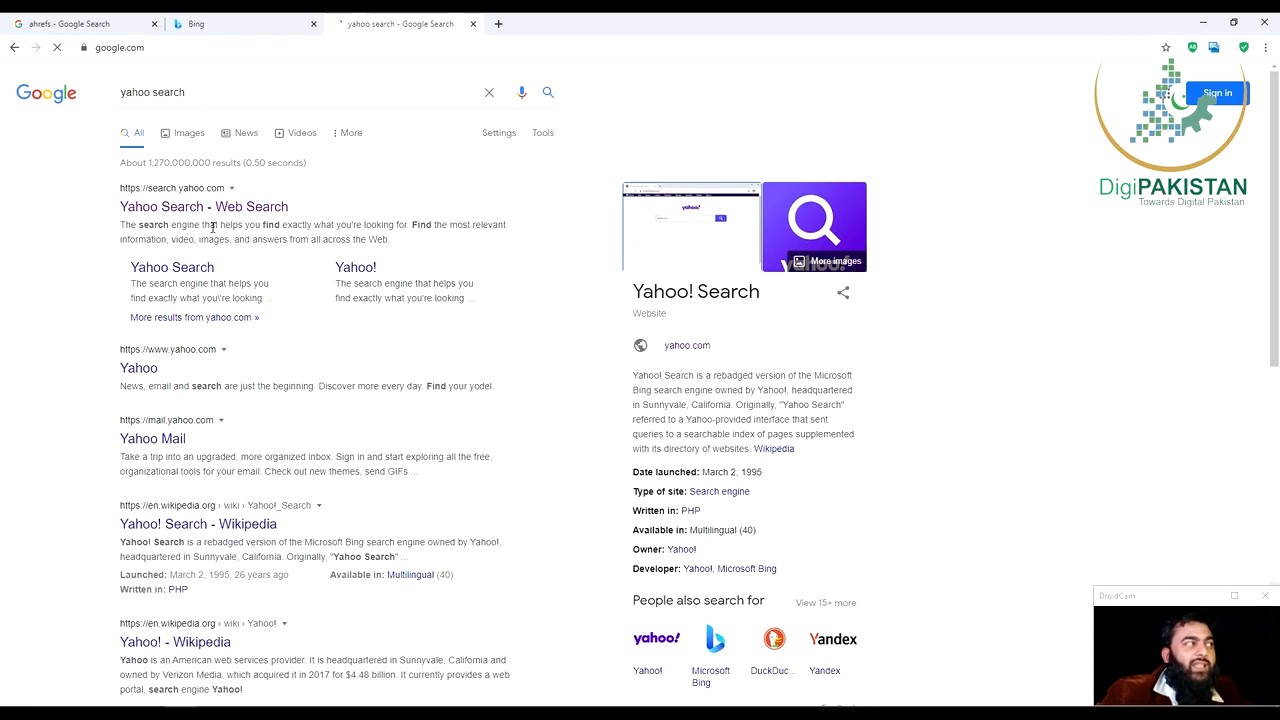 ahrefs - Google Search
Bing
yahoo search - Google Search
google.com
Google
yahoo search
Sign in
All
Images
News
Videos
More
Settings
Tools
About 1,270,000,000 results (0.50 seconds)
DigiPAKISTAN
Towards Digital Pakistan
https://search.yahoo.com
Yahoo Search - Web Search
The search engine that helps you find exactly what you're looking for. Find the most relevant
information, video, images, and answers from all across the Web.
Yahoo Search
The search engine that helps you
find exactly what you\'re looking ...
Yahoo!
The search engine that helps you
find exactly what you're looking ...
More results from yahoo.com »
https://www.yahoo.com
Yahoo
News, email and search are just the beginning. Discover more every day. Find your yodel.
https://mail.yahoo.com
Yahoo Mail
Take a trip into an upgraded, more organized inbox. Sign in and start exploring all the free,
organizational tools for your email. Check out new themes, send GIFs ...
https://en.wikipedia.org › wiki › Yahoo!_Search
Yahoo! Search - Wikipedia
Yahoo! Search is a rebadged version of the Microsoft Bing search engine owned by Yahoo!,
headquartered in Sunnyvale, California. Originally, "Yahoo Search" ...
Launched: March 2, 1995, 26 years ago
Available in: Multilingual (40)
Written in: PHP
https://en.wikipedia.org › wiki › Yahoo!
Yahoo! - Wikipedia
Yahoo is an American web services provider. It is headquartered in Sunnyvale, California and
owned by Verizon Media, which acquired it in 2017 for $4.48 billion. It currently provides a web
portal, search engine Yahoo!
yahoo!
yahoo!
More images
Yahoo! Search
Website
yahoo.com
Yahoo! Search is a rebadged version of the Microsoft
Bing search engine owned by Yahoo!, headquartered
in Sunnyvale, California. Originally, "Yahoo Search"
referred to a Yahoo-provided interface that sent
queries to a searchable index of pages supplemented
with its directory of websites. Wikipedia
Date launched: March 2, 1995
Type of site: Search engine
Written in: PHP
Available in: Multilingual (40)
Owner: Yahoo!
Developer: Yahoo!, Microsoft Bing
People also search for
View 15+ more
yahoo!
Yandex
Yahoo!
Microsoft
Bing
DuckDuc...
Yandex
DroidCam